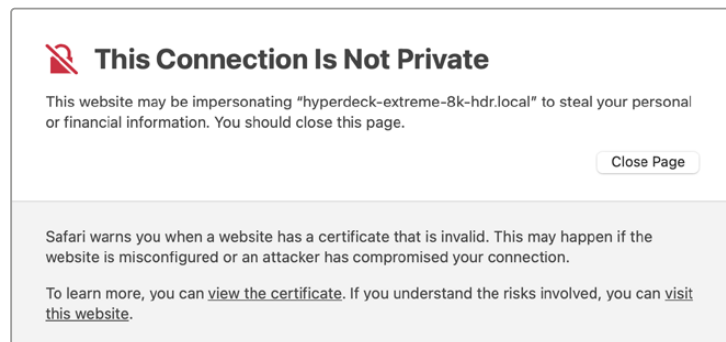 This Connection Is Not Private
This website may be impersonating “hyperdeck-extreme-8k-hdr.local” to steal your personal
or financial information. You should close this page.
Close Page
Safari warns you when a website has a certificate that is invalid. This may happen if the
website is misconfigured or an attacker has compromised your connection.
To learn more, you can view the certificate. If you understand the risks involved, you can visit
this website.